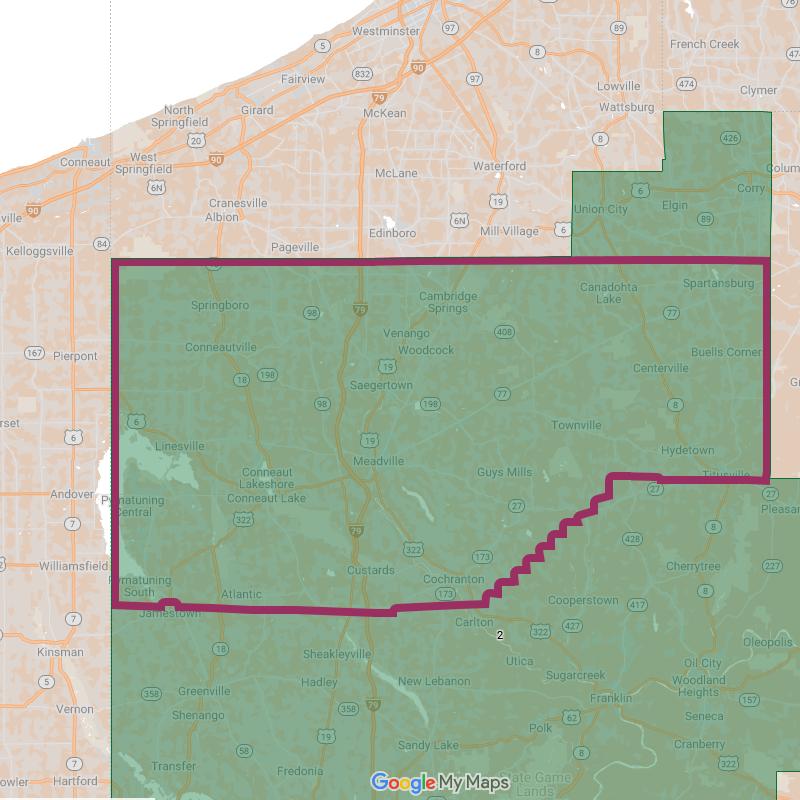 Westminster
97
89
French Creek
76
5
8
474
90
832
Fairview
97
Lowville
474
Clymer
79
Wattsburg
North
Springfield
Girard
McKean
426
20
8
Conneaut
West
Springfield
90
Waterford
6N
McLane
6
Corry
Colum
Cranesville
19
Elgin
90
Albion
6N
Union City
89
ville
Edinboro
Mill Village
6
Kelloggsville
84
Pageville
Canadohta
Lake
Spartansburg
Springboro
98
79
Cambridge
Springs
77
Venango
408
Conneautville
Woodcock
Buells Corner
167
Pierpont
19
Centerville
18
198
Saegertown
77
98
198
8
rset
6
Townville
6
19
Linesville
Hydetown
Meadville
Conneaut
Lakeshore
Guys Mills
Titusville
Andover
Conneaut Lake
27
27
Pymatuning
Central
27
Pleasan
7
322
79
8
428
322
173
Williamsfield
Custards
Cherrytree
227
Pymatuning
South
Cochranton
8
Atlantic
173
Cooperstown
417
Jamestown
7
Carlton
427
2
322
Oleopolis
18
Kinsman
Sheakleyville
Utica
Oil City
Sugarcreek
Woodland
Heights
5
Hadley
New Lebanon
358
Greenville
Franklin
157
Vernon
358
79
Shenango
62
Seneca
19
Polk
58
Sandy Lake
8
Cranberry
7
Transfer
322
Fredonia
owler
Hartford
Google My Maps
State Game
Lands